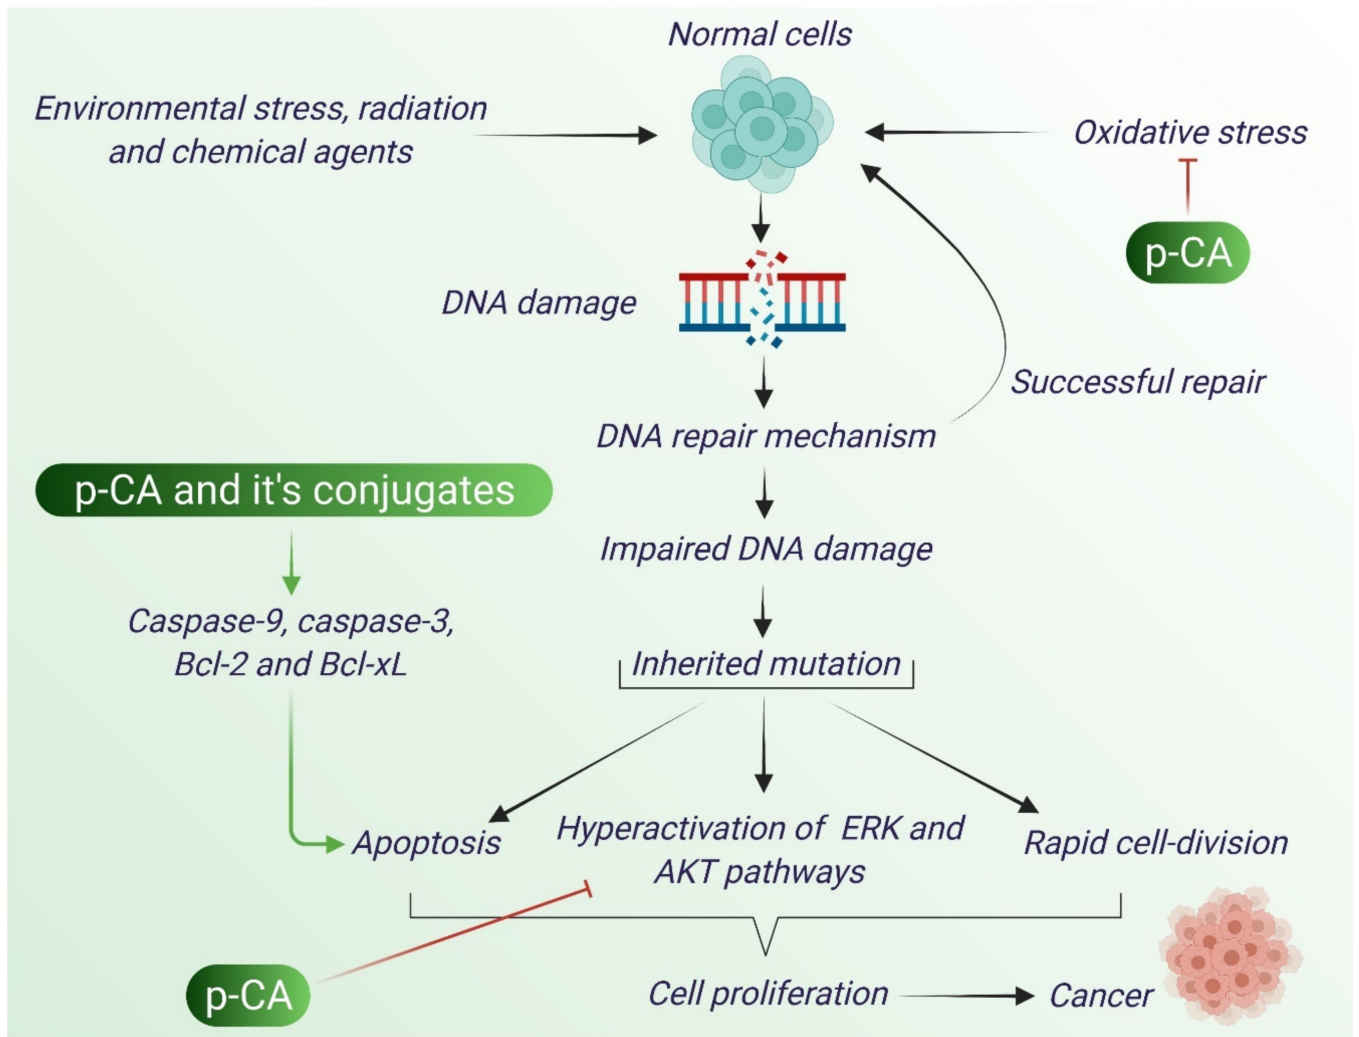 Normal cells
Environmental stress, radiation
and chemical agents
Oxidative stress
p-CA
DNA damage
Successful repair
DNA repair mechanism
p-CA and it's conjugates
Impaired DNA damage
Caspase-9, caspase-3,
Bcl-2 and Bcl-xL
Inherited mutation
Apoptosis
Hyperactivation of ERK and
AKT pathways
Rapid cell-division
p-CA
Cell proliferation
Cancer